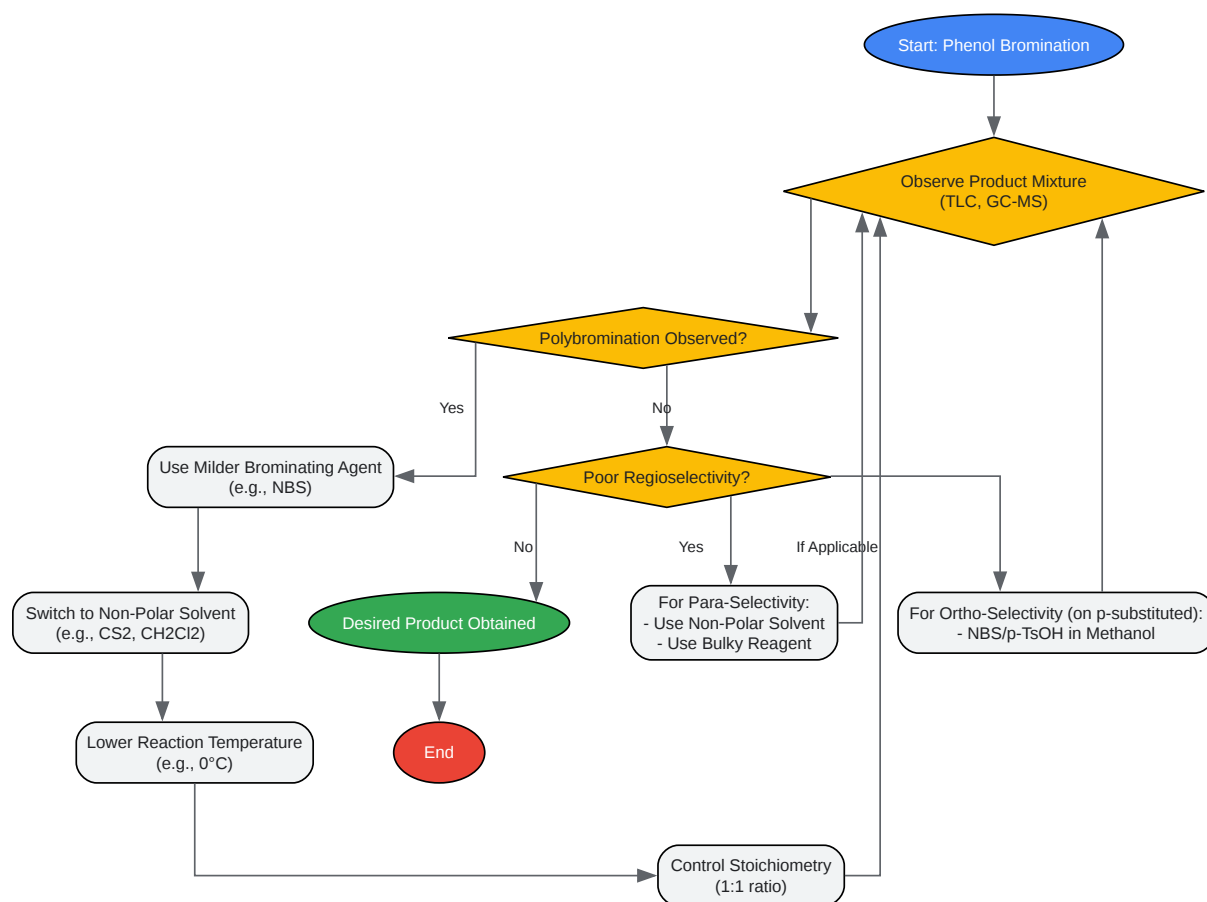 Start: Phenol Bromination
Observe Product Mixture
(TLC, GC-MS)
Polybromination Observed?
Yes
No
Use Milder Brominating Agent
(e.g., NBS)
Poor Regioselectivity?
No
Yes
If Applicable
Switch to Non-Polar Solvent
(e.g., CS2, CH2Cl2)
Desired Product Obtained
For Para-Selectivity:
- Use Non-Polar Solvent
- Use Bulky Reagent
For Ortho-Selectivity (on p-substituted):
- NBS/p-TsOH in Methanol
Lower Reaction Temperature
(e.g., 0°C)
End
Control Stoichiometry
(1:1 ratio)